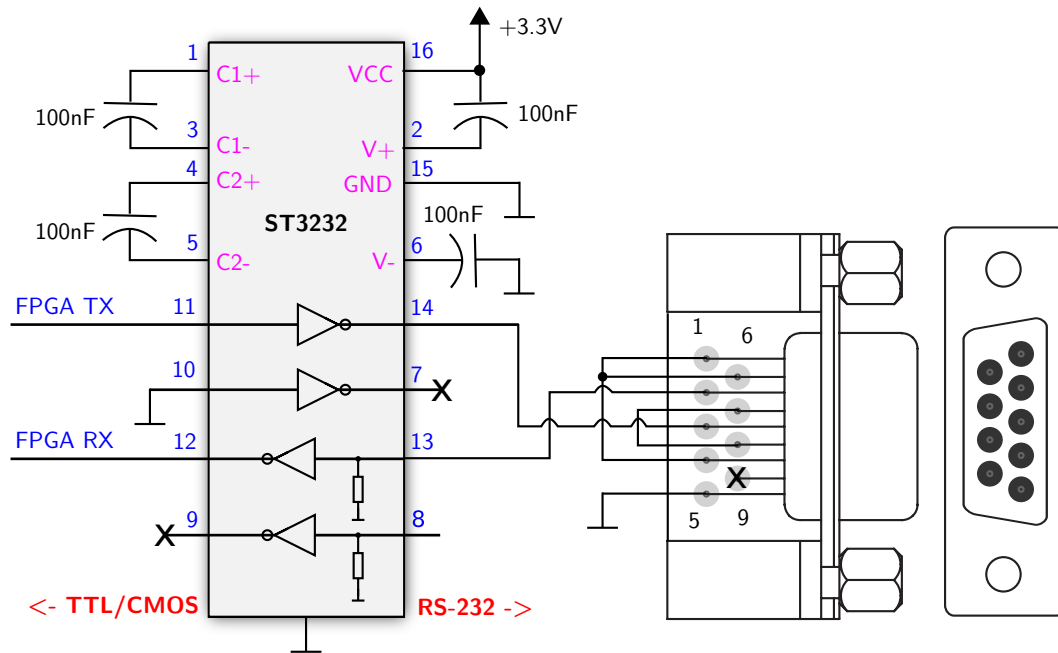 +3.3V
1
16
C1+
VCC
100nF
100nF
3
2
C1-
V+
4
15
C2+
GND
100nF
ST3232
100nF
5
6
C2-
V-
FPGA TX
11
14
10
7
X
1
6
FPGA RX
12
13
X
X
9
8
5
9
<- TTL/CMOS
RS-232 ->